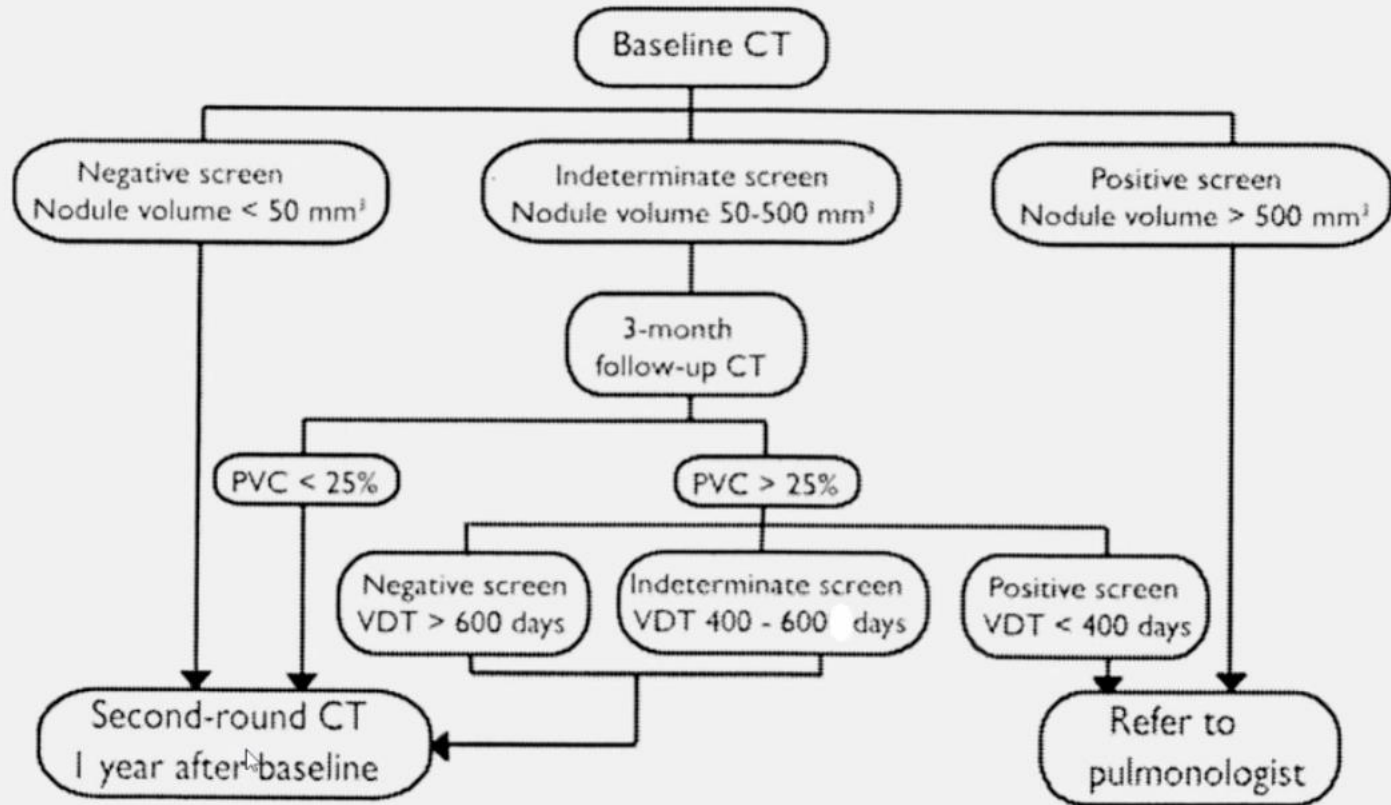 Baseline CT
Negative screen
Nodule volume < 50 mm³
Indeterminate screen
Nodule volume 50-500 mm³
Positive screen
Nodule volume > 500 mm³
3-month
follow-up CT
PVC < 25%
PVC > 25%
Negative screen
VDT > 600 days
Indeterminate screen
VDT 400 - 600 days
Positive screen
VDT < 400 days
Second-round CT
1 year after baseline
Refer to
pulmonologist